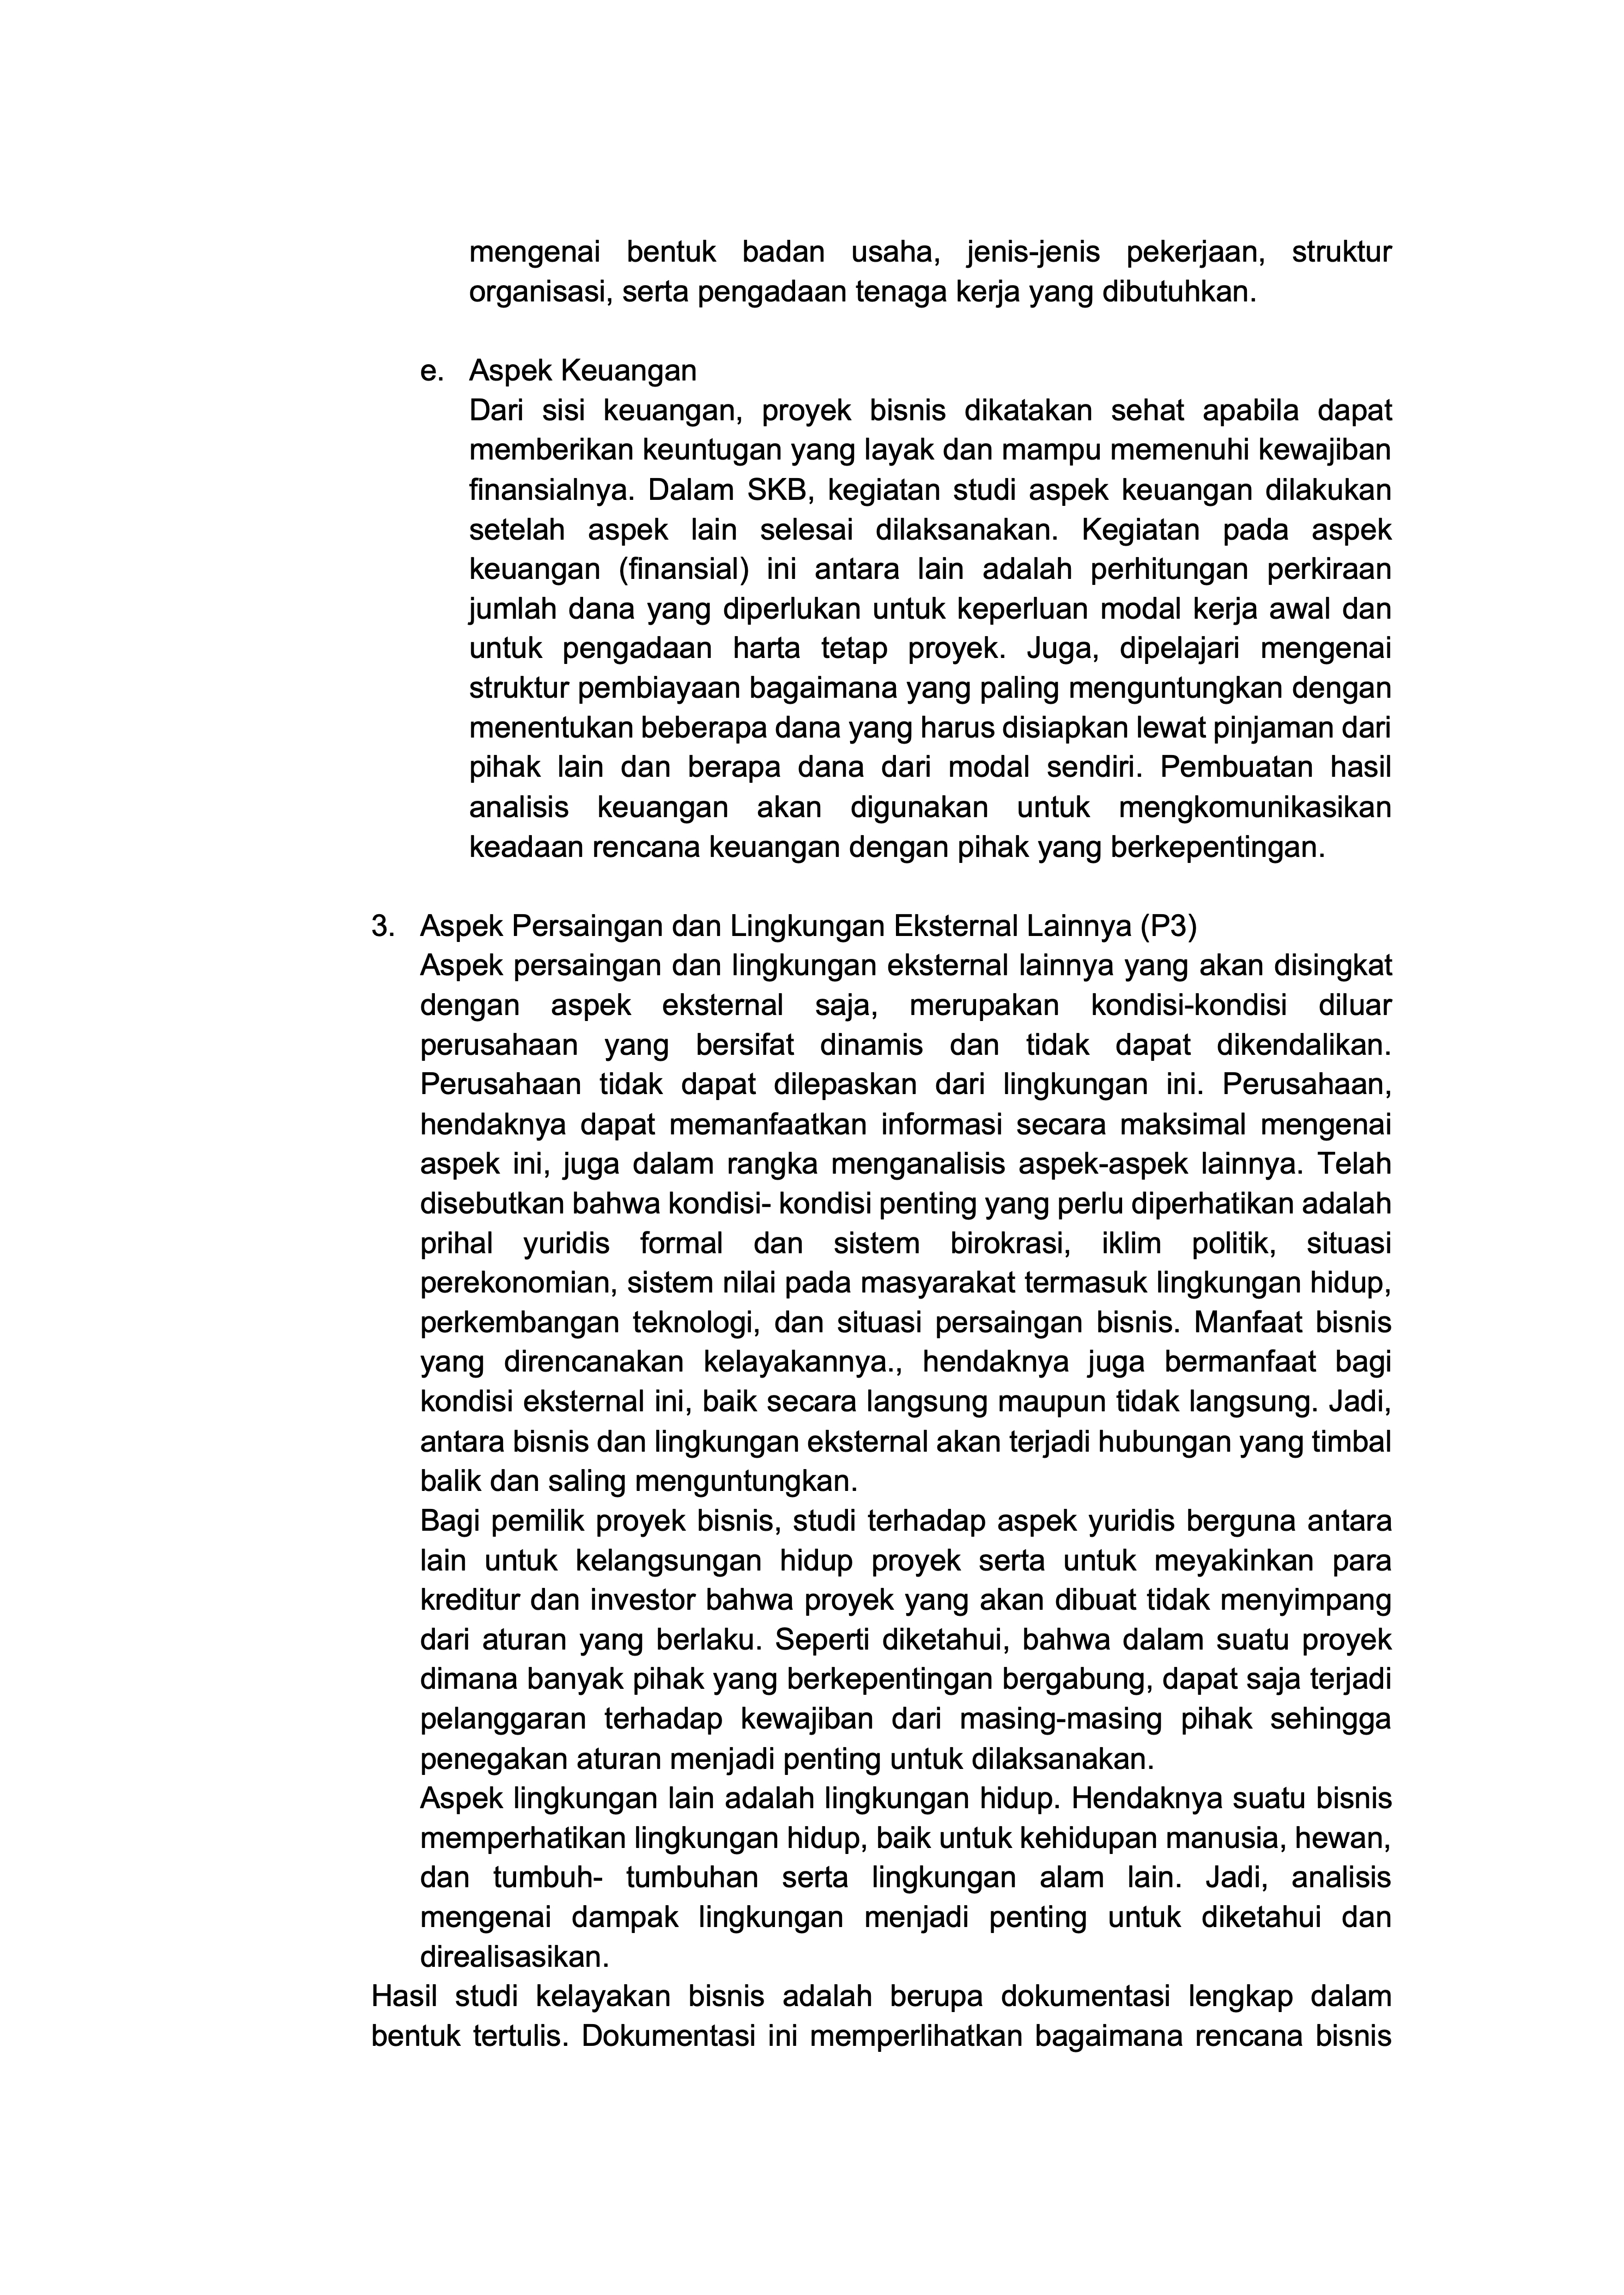 mengenai bentuk badan usaha, jenis-jenis pekerjaan, struktur
organisasi, serta pengadaan tenaga kerja yang dibutuhkan.
e. Aspek Keuangan
Dari sisi keuangan, proyek bisnis dikatakan sehat apabila dapat
memberikan keuntugan yang layak dan mampu memenuhi kewajiban
finansialnya. Dalam SKB, kegiatan studi aspek keuangan dilakukan
setelah aspek lain selesai dilaksanakan. Kegiatan pada aspek
keuangan (finansial) ini antara lain adalah perhitungan perkiraan
jumlah dana yang diperlukan untuk keperluan modal kerja awal dan
untuk pengadaan harta tetap proyek. Juga, dipelajari mengenai
struktur pembiayaan bagaimana yang paling menguntungkan dengan
menentukan beberapa dana yang harus disiapkan lewat pinjaman dari
pihak lain dan berapa dana dari modal sendiri. Pembuatan hasil
analisis keuangan akan digunakan untuk mengkomunikasikan
keadaan rencana keuangan dengan pihak yang berkepentingan.
3. Aspek Persaingan dan Lingkungan Eksternal Lainnya (P3)
Aspek persaingan dan lingkungan eksternal lainnya yang akan disingkat
dengan aspek eksternal saja, merupakan kondisi-kondisi diluar
perusahaan yang bersifat dinamis dan tidak dapat dikendalikan.
Perusahaan tidak dapat dilepaskan dari lingkungan ini. Perusahaan,
hendaknya dapat memanfaatkan informasi secara maksimal mengenai
aspek ini, juga dalam rangka menganalisis aspek-aspek lainnya. Telah
disebutkan bahwa kondisi- kondisi penting yang perlu diperhatikan adalah
prihal yuridis formal dan sistem birokrasi, iklim politik, situasi
perekonomian, sistem nilai pada masyarakat termasuk lingkungan hidup,
perkembangan teknologi, dan situasi persaingan bisnis. Manfaat bisnis
yang direncanakan kelayakannya., hendaknya juga bermanfaat bagi
kondisi eksternal ini, baik secara langsung maupun tidak langsung. Jadi,
antara bisnis dan lingkungan eksternal akan terjadi hubungan yang timbal
balik dan saling menguntungkan.
Bagi pemilik proyek bisnis, studi terhadap aspek yuridis berguna antara
lain untuk kelangsungan hidup proyek serta untuk meyakinkan para
kreditur dan investor bahwa proyek yang akan dibuat tidak menyimpang
dari aturan yang berlaku. Seperti diketahui, bahwa dalam suatu proyek
dimana banyak pihak yang berkepentingan bergabung, dapat saja terjadi
pelanggaran terhadap kewajiban dari masing-masing pihak sehingga
penegakan aturan menjadi penting untuk dilaksanakan.
Aspek lingkungan lain adalah lingkungan hidup. Hendaknya suatu bisnis
memperhatikan lingkungan hidup, baik untuk kehidupan manusia, hewan,
dan tumbuh- tumbuhan serta lingkungan alam lain. Jadi, analisis
mengenai dampak lingkungan menjadi penting untuk diketahui dan
direalisasikan.
Hasil studi kelayakan bisnis adalah berupa dokumentasi lengkap dalam
bentuk tertulis. Dokumentasi ini memperlihatkan bagaimana rencana bisnis